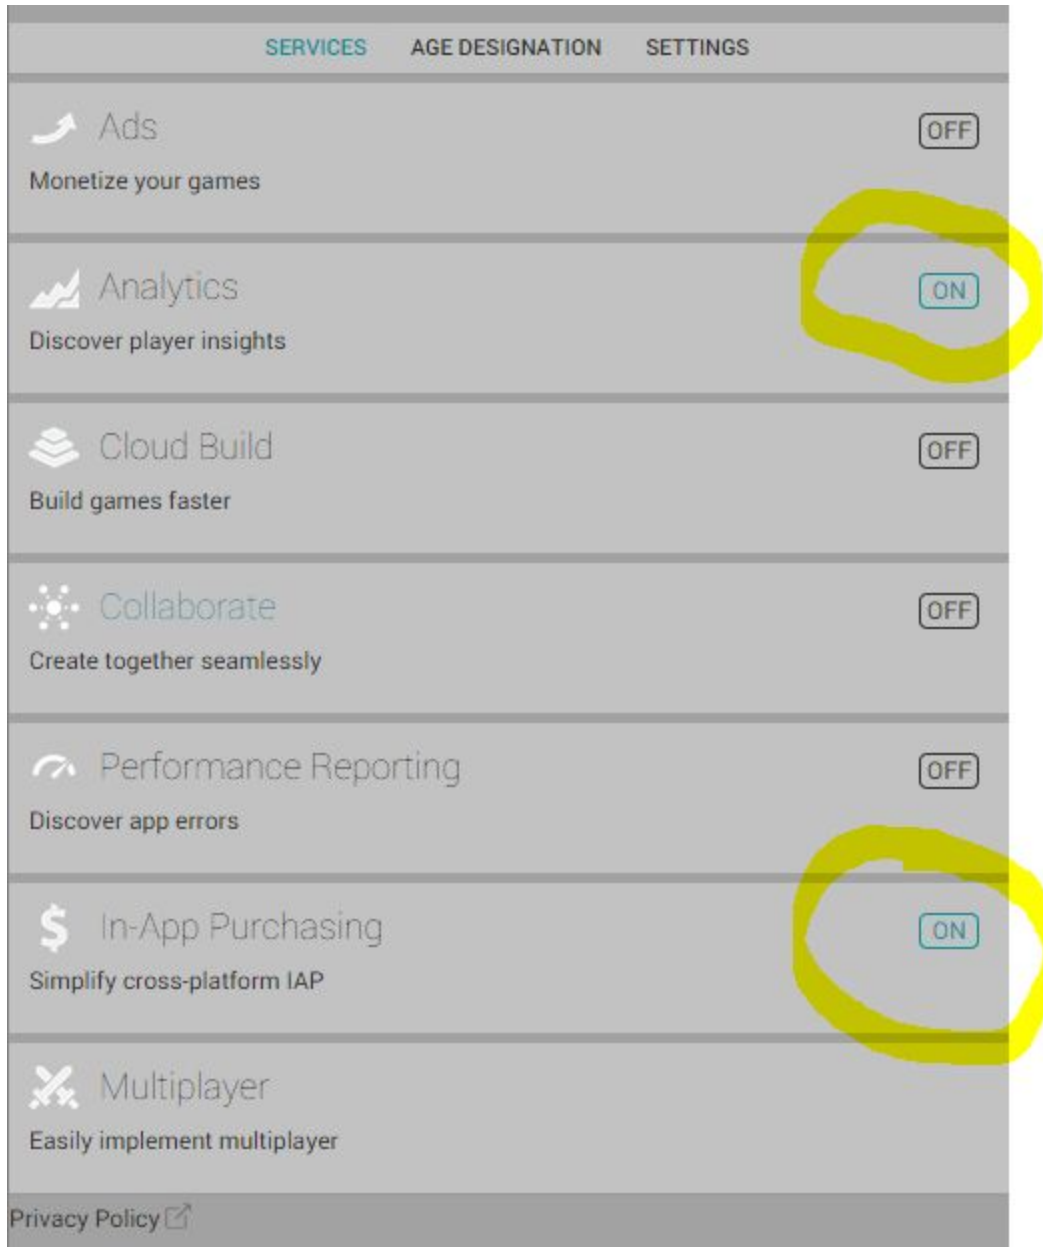 SERVICES AGE DESIGNATION SETTINGS
Ads OFF
Monetize your games
Analytics ON
Discover player insights
Cloud Build OFF
Build games faster
Collaborate OFF
Create together seamlessly
Performance Reporting OFF
Discover app errors
$ In-App Purchasing ON
Simplify cross-platform IAP
Multiplayer
Easily implement multiplayer
Privacy Policy